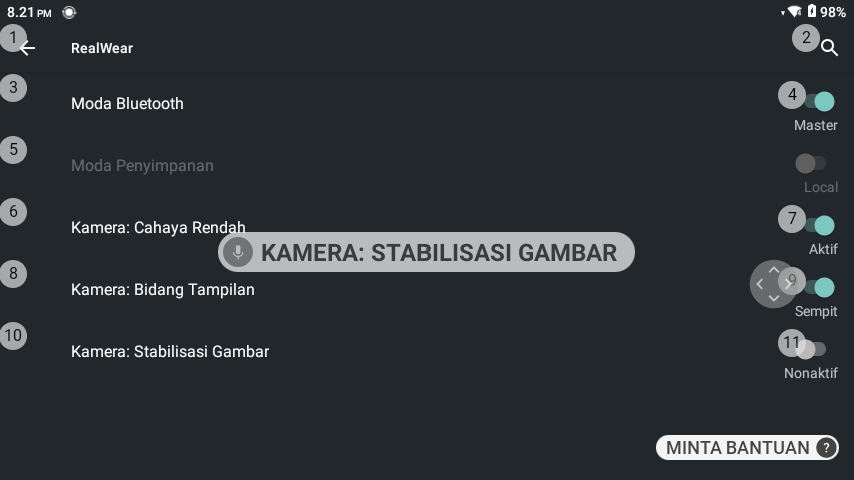 8.21 PM 98%
1 RealWear 2
3 Moda Bluetooth 4
Master
5 Moda Penyimpanan
Local
6 Kamera: Cahaya Rendah 7
Aktif
KAMERA: STABILISASI GAMBAR
8 Kamera: Bidang Tampilan 9
Sempit
10 Kamera: Stabilisasi Gambar 11
Nonaktif
MINTA BANTUAN ?